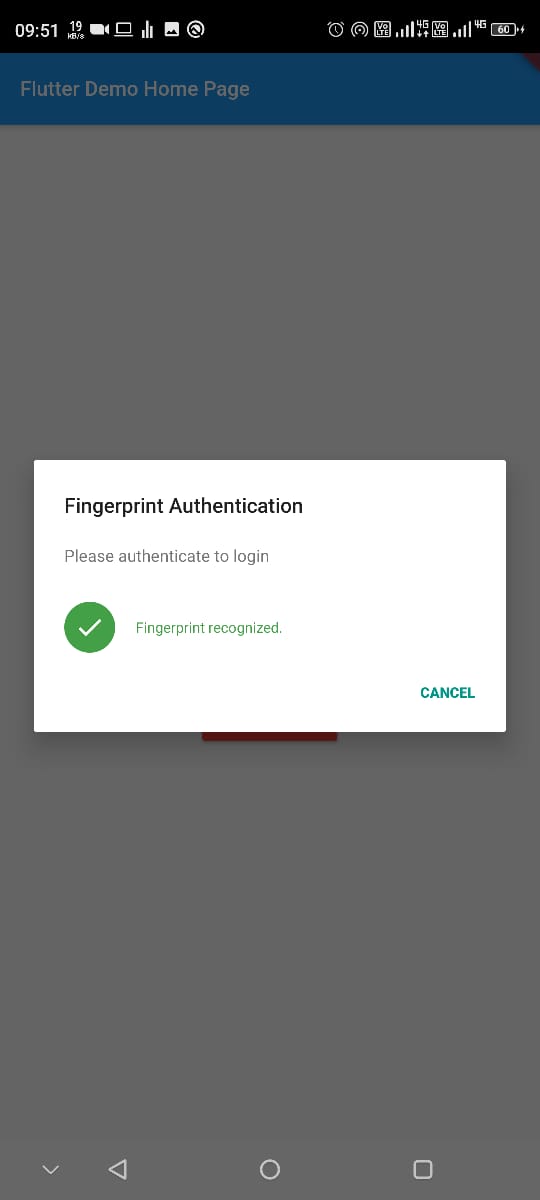 09:51 19 KB/s Vo LTE 4G Vo LTE 4G 60
Flutter Demo Home Page
Fingerprint Authentication
Please authenticate to login
Fingerprint recognized.
CANCEL